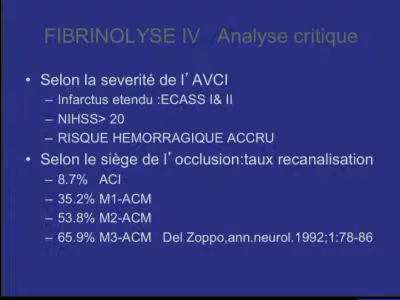 FIBRINOLYSE IV Analyse critique
• Selon la severité de l'AVCI
– Infarctus etendu :ECASS I& II
– NIHSS> 20
– RISQUE HEMORRAGIQUE ACCRU
• Selon le siège de l'occlusion:taux recanalisation
– 8.7% ACI
– 35.2% M1-ACM
– 53.8% M2-ACM
– 65.9% M3-ACM Del Zoppo,ann.neurol.1992;1:78-86